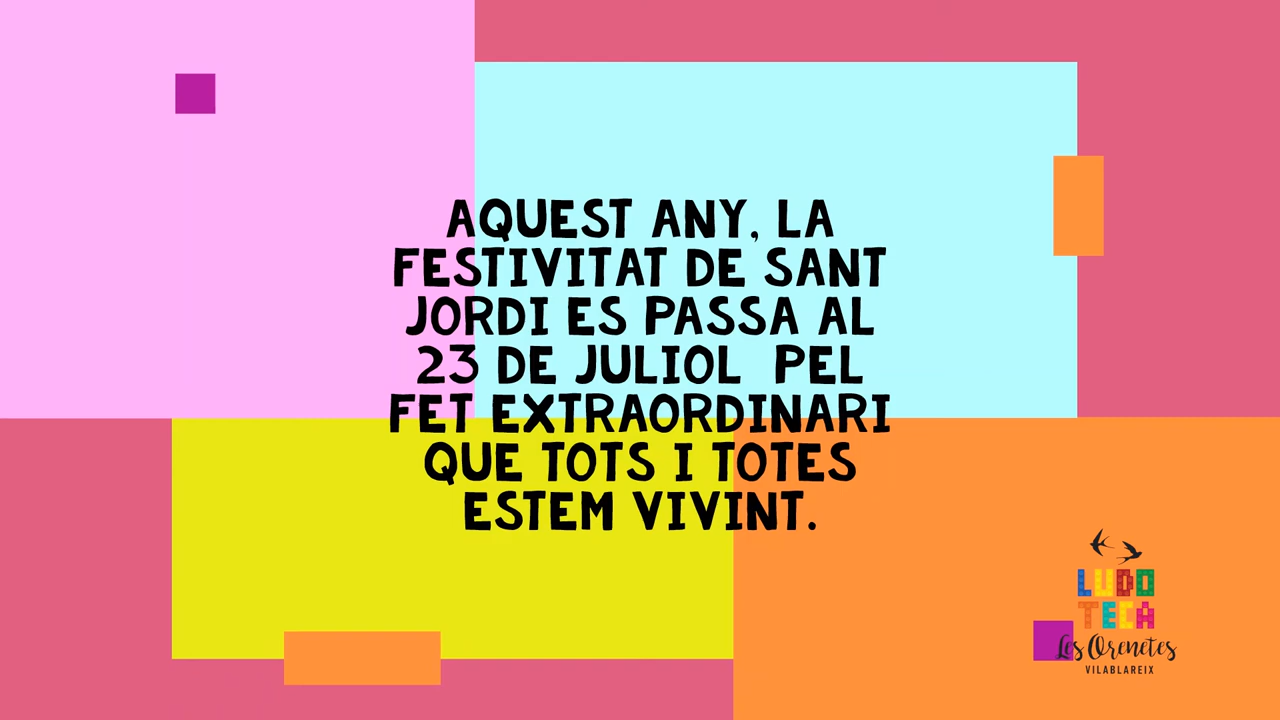 AQUEST ANY, LA
FESTIVITAT DE SANT
JORDI ES PASSA AL
23 DE JULIOL PEL
FET EXTRAORDINARI
QUE TOTS I TOTES
ESTEM VIVINT.
LUDO
TECA
Les Orenetes
VILABLAREIX